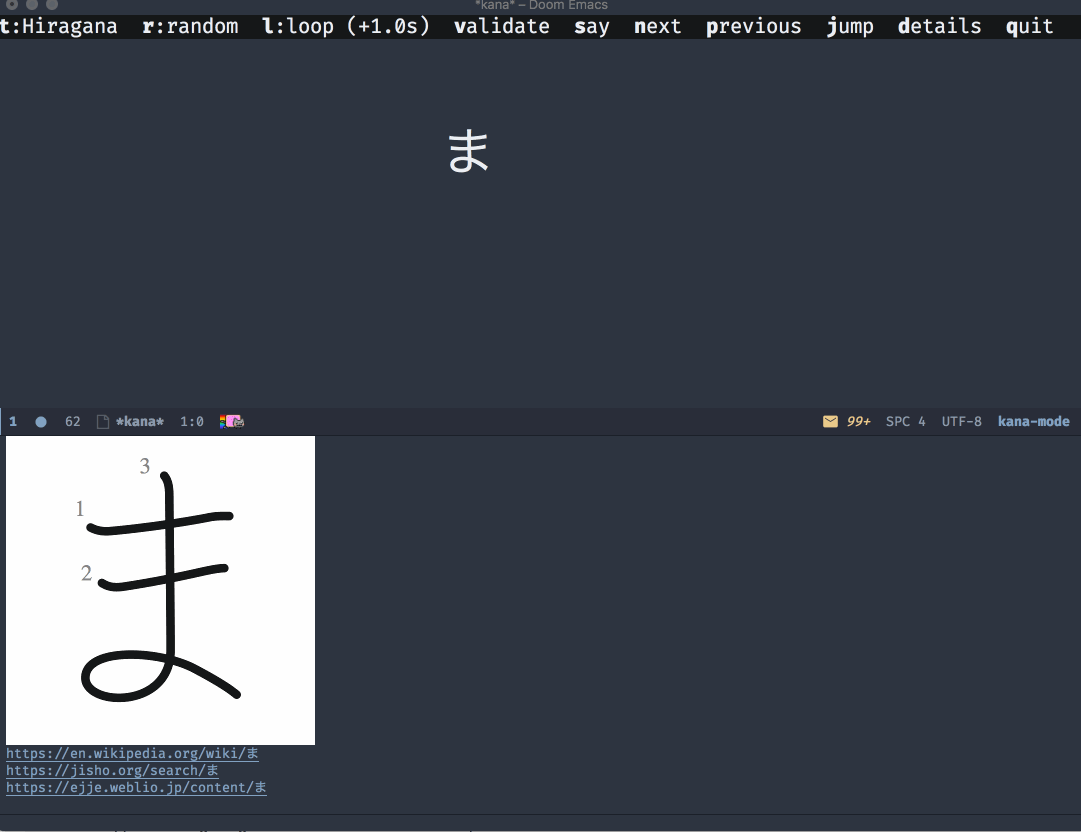 *kana* – Doom Emacs
t:Hiragana r:random l:loop (+1.0s) validate say next previous jump details quit
ま
1 62 *kana* 1:0 99+ SPC 4 UTF-8 kana-mode
3
1
2
https://en.wikipedia.org/wiki/ま
https://jisho.org/search/ま
https://ejje.weblio.jp/content/ま